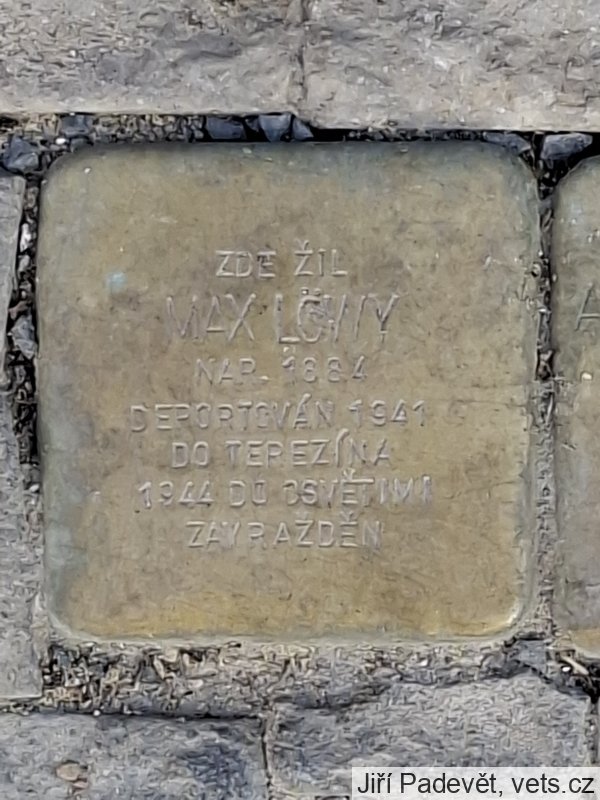 ZDE ŽIL
MAX LÖWY
NAR. 1884
DEPORTOVÁN 1941
DO TEREZÍNA
1944 DO OSVĚTIMI
ZAVRAŽDĚN
A
Jiří Padevět, vets.cz